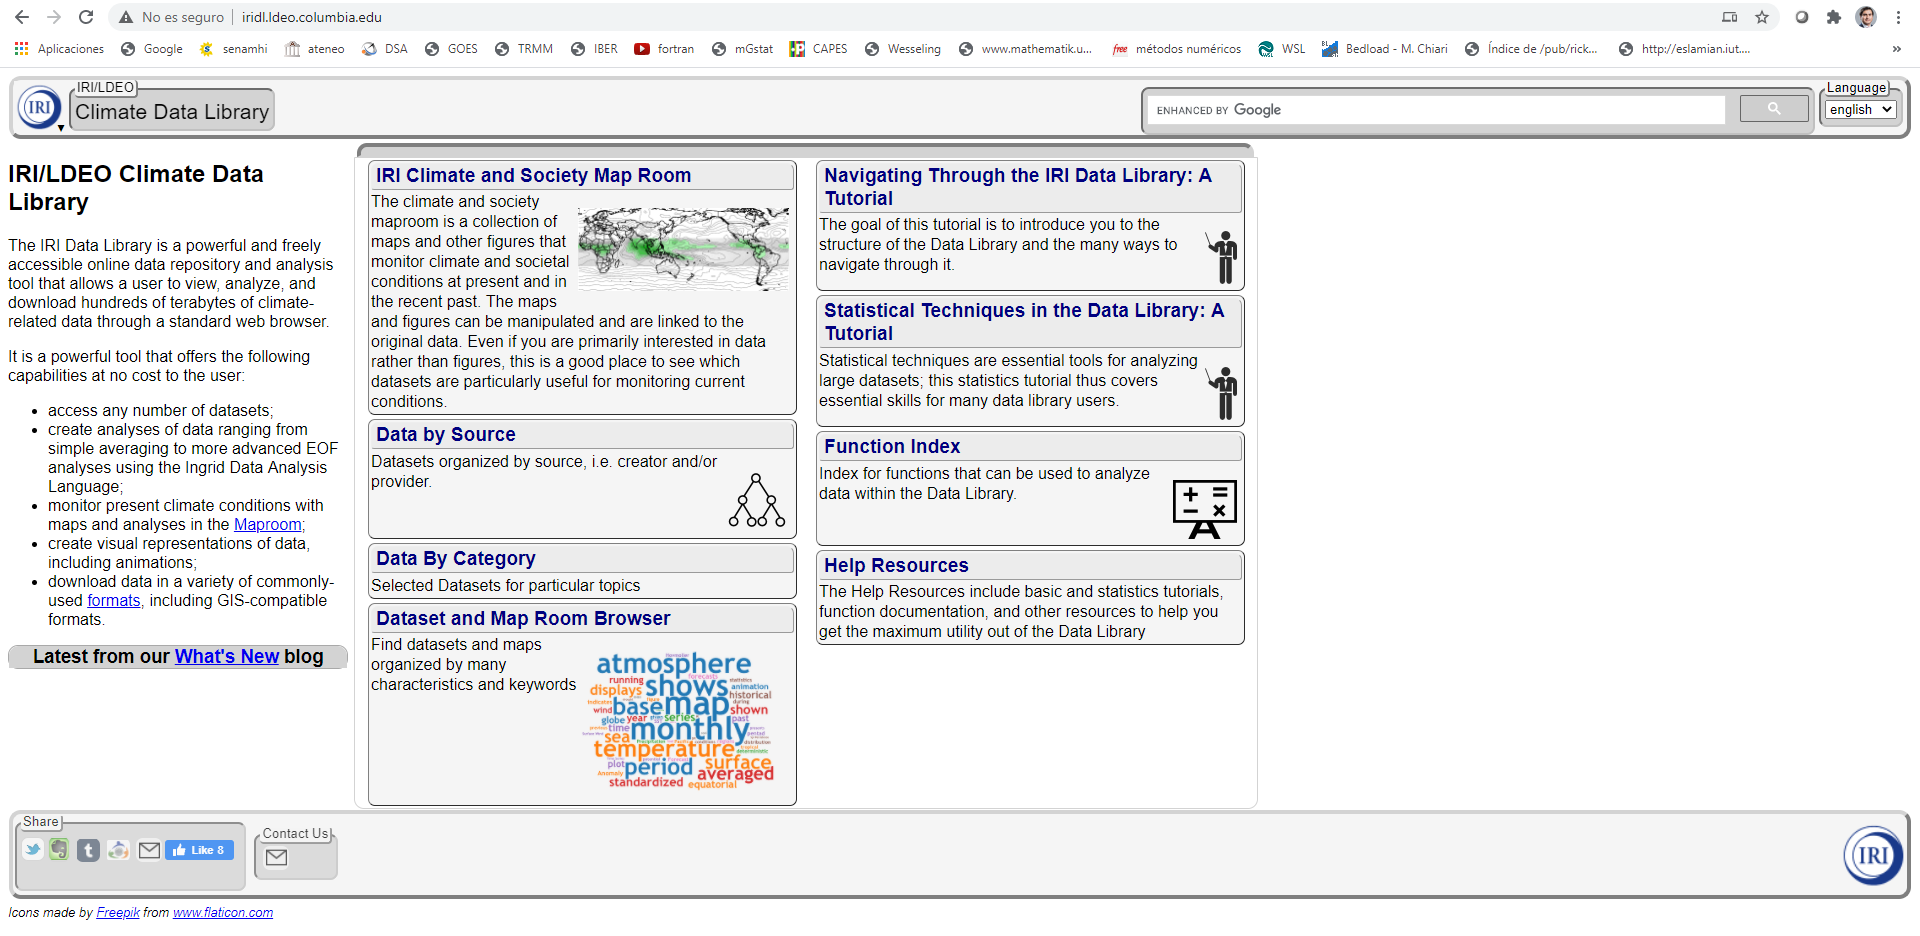 No es seguro | iridl.ldeo.columbia.edu
Aplicaciones Google senamhi ateneo DSA GOES TRMM IBER fortran mGstat CAPES Wesseling www.mathematik.u... free métodos numéricos WSL BL Bedload - M. Chiari Índice de /pub/rick... http://eslamian.iut.... »
IRI
IRI/LDEO
Climate Data Library
ENHANCED BY Google
Language
english
IRI/LDEO Climate Data
Library
The IRI Data Library is a powerful and freely
accessible online data repository and analysis
tool that allows a user to view, analyze, and
download hundreds of terabytes of climate-
related data through a standard web browser.
It is a powerful tool that offers the following
capabilities at no cost to the user:
• access any number of datasets;
• create analyses of data ranging from
simple averaging to more advanced EOF
analyses using the Ingrid Data Analysis
Language;
• monitor present climate conditions with
maps and analyses in the Maproom;
• create visual representations of data,
including animations;
• download data in a variety of commonly-
used formats, including GIS-compatible
formats.
Latest from our What's New blog
IRI Climate and Society Map Room
The climate and society
maproom is a collection of
maps and other figures that
monitor climate and societal
conditions at present and in
the recent past. The maps
and figures can be manipulated and are linked to the
original data. Even if you are primarily interested in data
rather than figures, this is a good place to see which
datasets are particularly useful for monitoring current
conditions.
Data by Source
Datasets organized by source, i.e. creator and/or
provider.
Data By Category
Selected Datasets for particular topics
Dataset and Map Room Browser
Find datasets and maps
organized by many
characteristics and keywords
atmosphere
running forecasts statistics
displays shows animation
historical
indicates base map during
wind shown
globe year series past
time monthly
sea
temperature
plot period surface
Anomaly averaged
standardized equatorial
Navigating Through the IRI Data Library: A
Tutorial
The goal of this tutorial is to introduce you to the
structure of the Data Library and the many ways to
navigate through it.
Statistical Techniques in the Data Library: A
Tutorial
Statistical techniques are essential tools for analyzing
large datasets; this statistics tutorial thus covers
essential skills for many data library users.
Function Index
Index for functions that can be used to analyze
data within the Data Library.
Help Resources
The Help Resources include basic and statistics tutorials,
function documentation, and other resources to help you
get the maximum utility out of the Data Library
Share
Like 8
Contact Us
IRI
Icons made by Freepik from www.flaticon.com